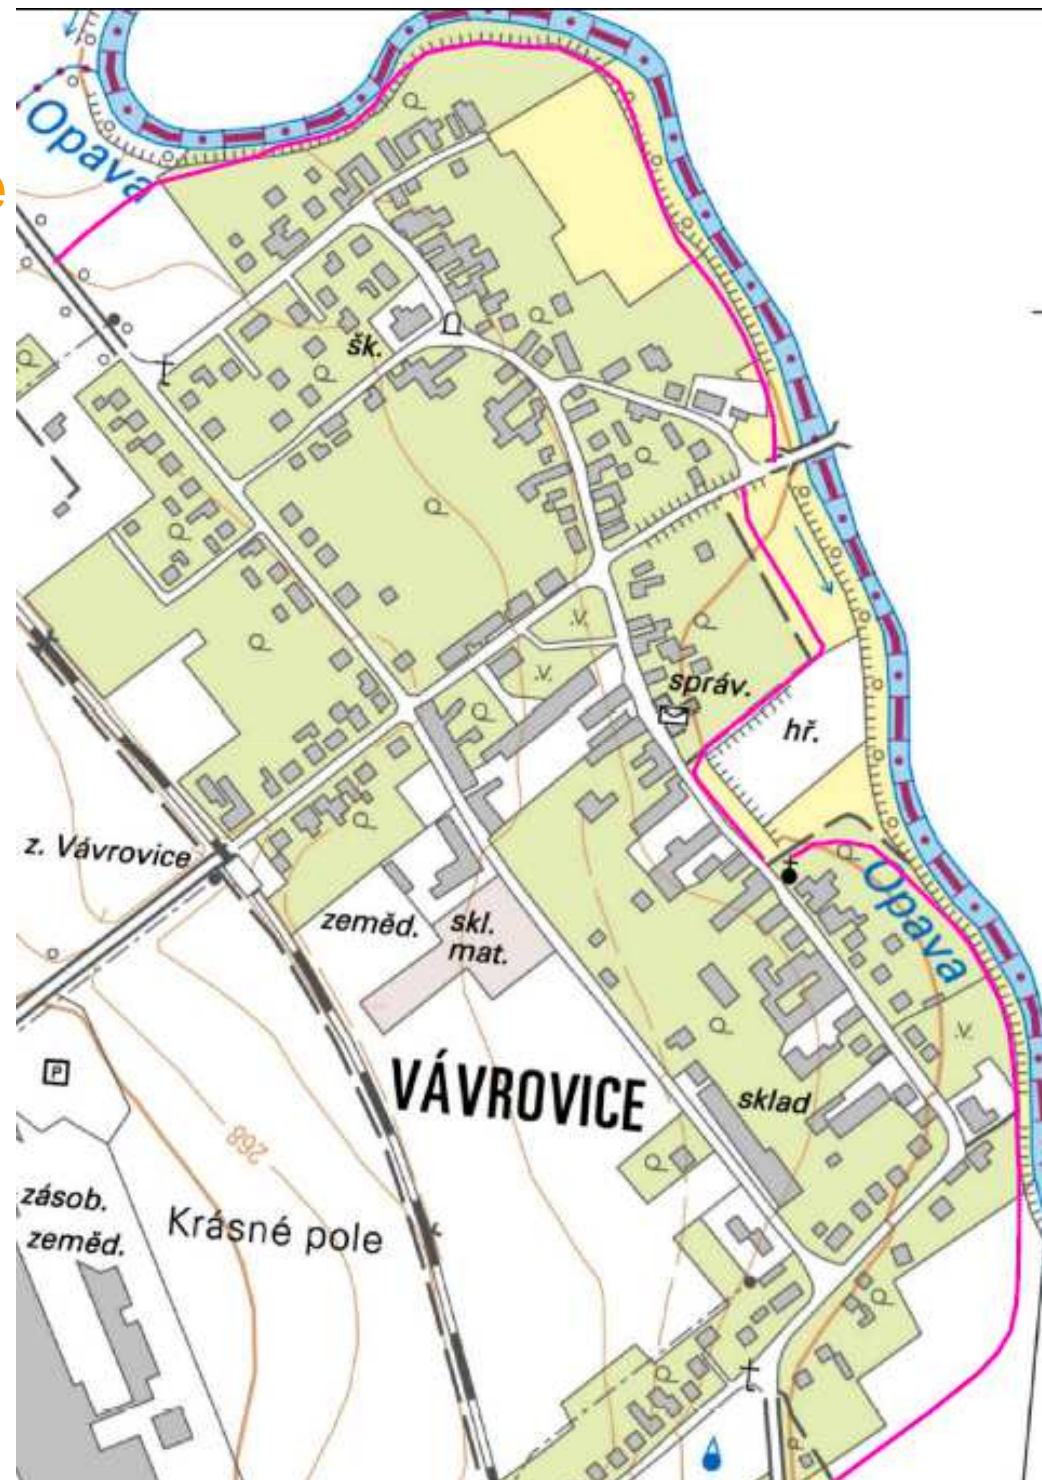 Opava
e
šk.
.V.
.V.
správ.
hř.
z. Vávrovice
Opava
zeměd.
skl.
mat.
.V.
P
VÁVROVICE
sklad
268
zásob.
zeměd.
Krásné pole